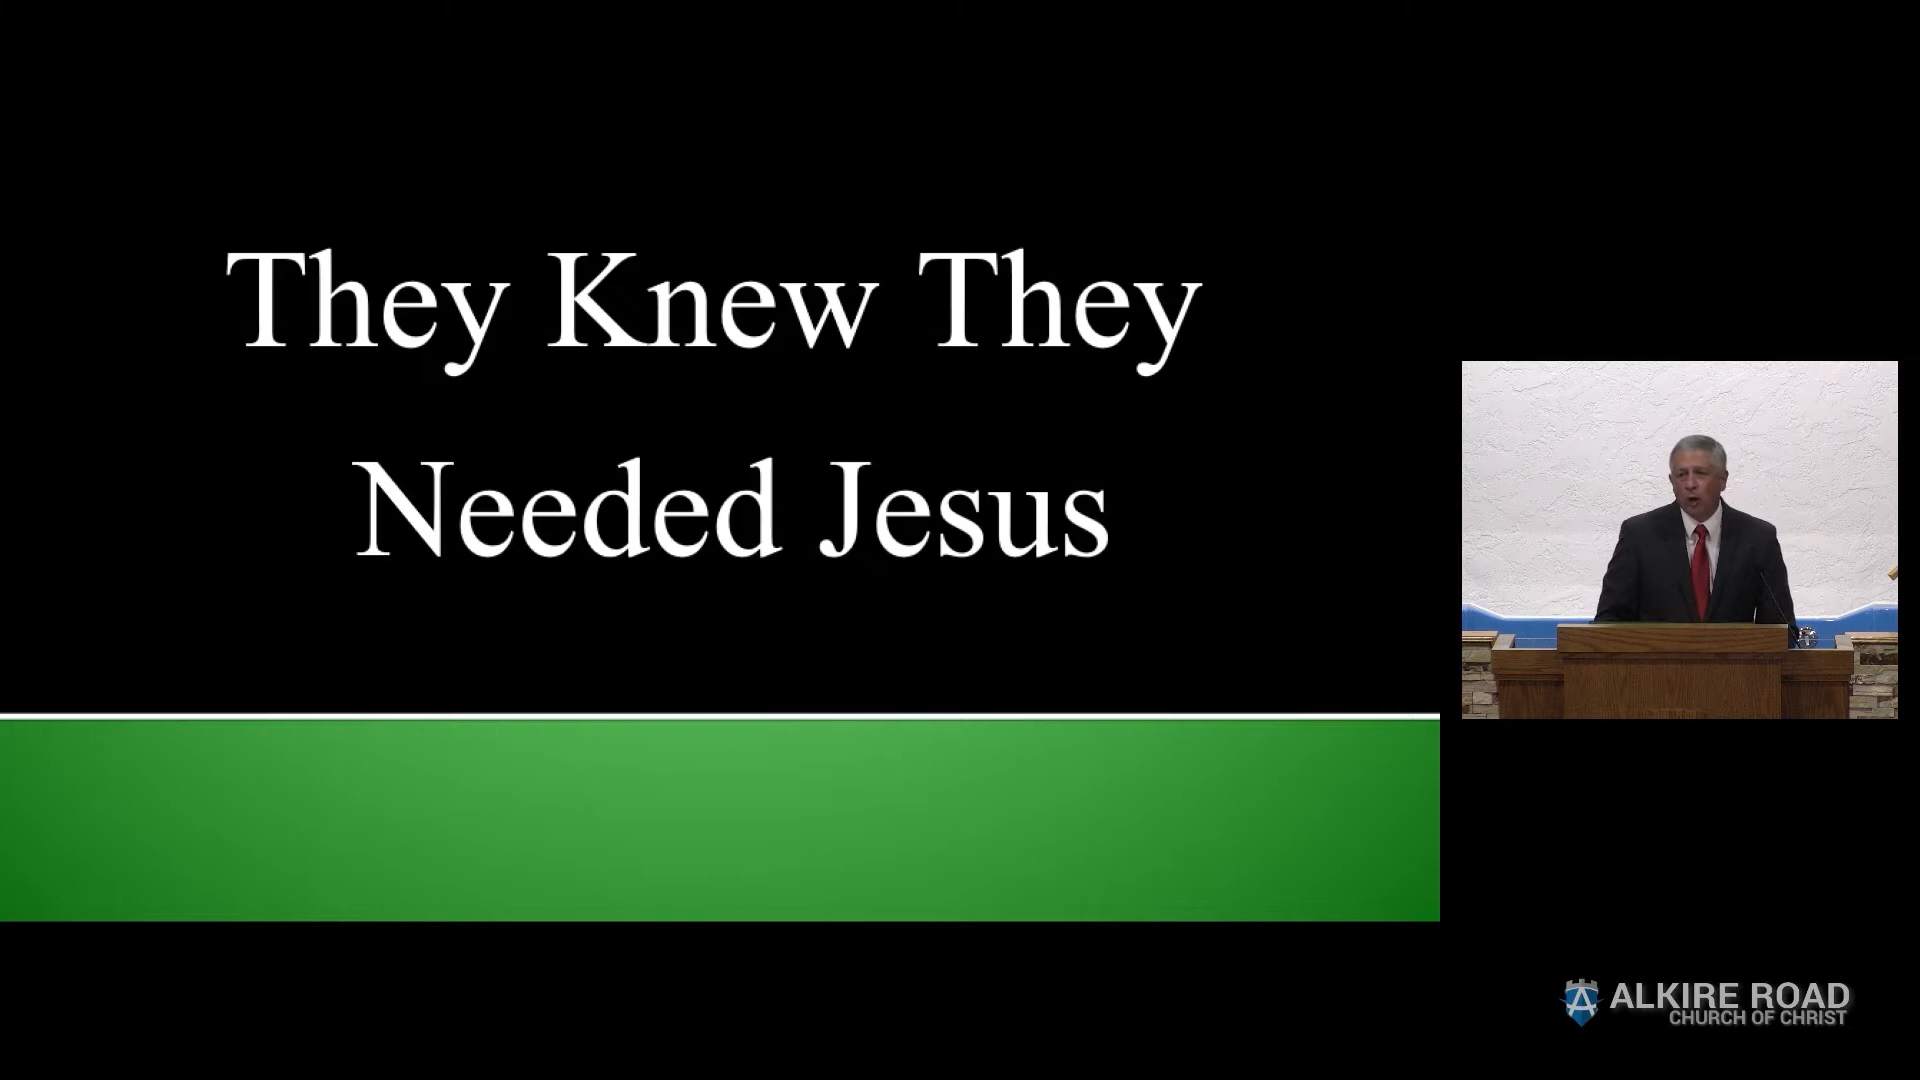 They Knew They
Needed Jesus
ALKIRE ROAD
CHURCH OF CHRIST